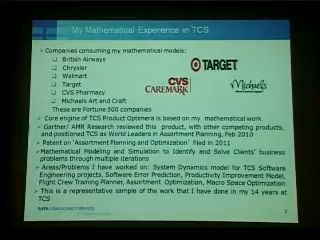 My Mathematical Experience in TCS
Companies consuming my mathematical models:
British Airways
Chrysler
Walmart
Target
CVS Pharmacy
Michaels Art and Craft
These are Fortune 500 companies
TARGET
CVS
CAREMARK
Michaels
Core engine of TCS Product Optimera is based on my mathematical work
Gartner/ AMR Research reviewed this product, with other competing products,
and positioned TCS as World Leaders in Assortment Planning, Feb 2010
Patent on 'Assortment Planning and Optimization' filed in 2011
Mathematical Modeling and Simulation to Identify and Solve Clients' business
problems through multiple iterations
Areas/Problems I have worked on: System Dynamics model for TCS Software
Engineering projects, Software Error Prediction, Productivity Improvement Model,
Flight Crew Training Planner, Assortment Optimization, Macro Space Optimization
This is a representative sample of the work that I have done in my 14 years at
TCS
TATA CONSULTANCY SERVICES
2